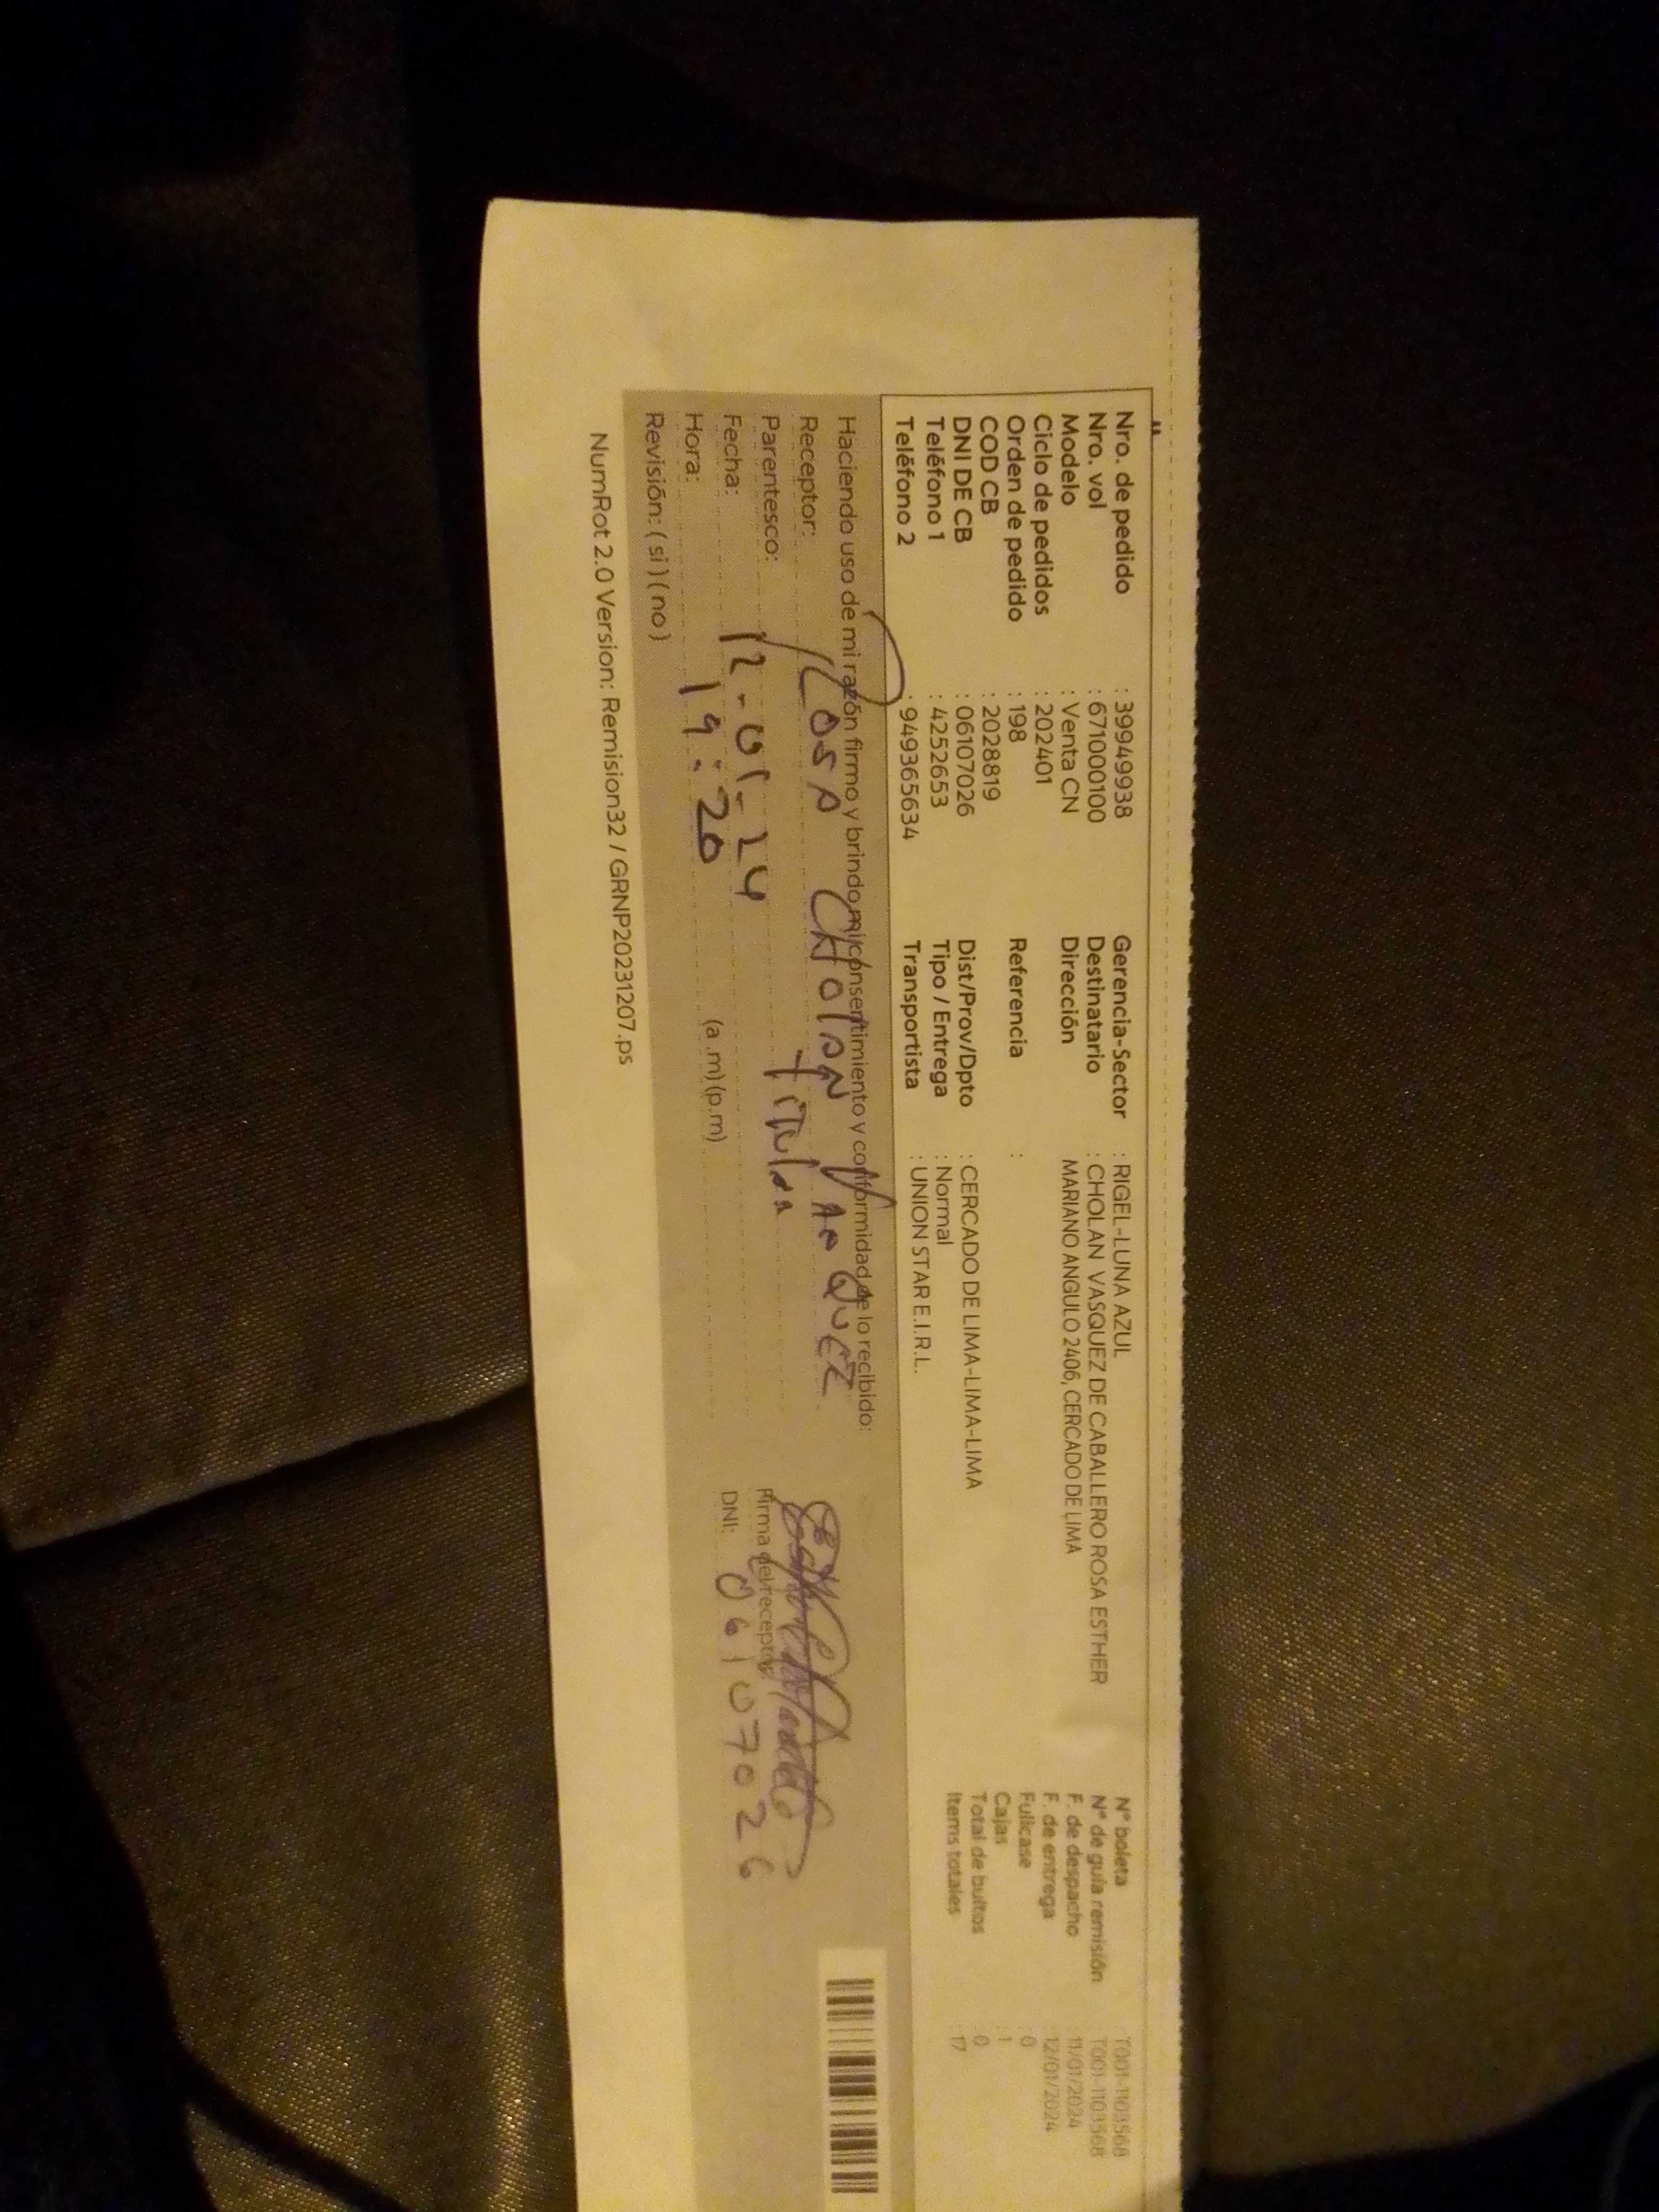 Nro. de pedido : 39949938 Gerencia-Sector : RIGEL-LUNA AZUL N° boleta : T001-1103568
Nro. vol : 671000100 Destinatario : CHOLAN VASQUEZ DE CABALLERO ROSA ESTHER N° de guía remisión T001-1103568
Modelo : Venta CN Dirección MARIANO ANGULO 2406, CERCADO DE LIMA F. de despacho 11/01/2024
Ciclo de pedidos : 202401 F. de entrega 12/01/2024
Orden de pedido : 198 Referencia : Fullcase 0
COD CB : 2028819 Cajas 1
DNI DE CB : 06107026 Dist/Prov/Dpto : CERCADO DE LIMA-LIMA-LIMA Total de bultos 0
Teléfono 1 : 4252653 Tipo / Entrega : Normal Items totales 17
Teléfono 2 : 949365634 Transportista : UNION STAR E.I.R.L.
Haciendo uso de mi razón firmo y brindo mi consentimiento y conformidad de lo recibido:
Receptor: Rosa CHOLAN VASQUEZ
Parentesco: Titular Firma del receptor
Fecha: 12-01-24 DNI: 06107026
Hora: 19:20 (a.m) (p.m)
Revisión: ( si ) ( no )
NumRot 2.0 Version: Remision32 / GRNP20231207.ps